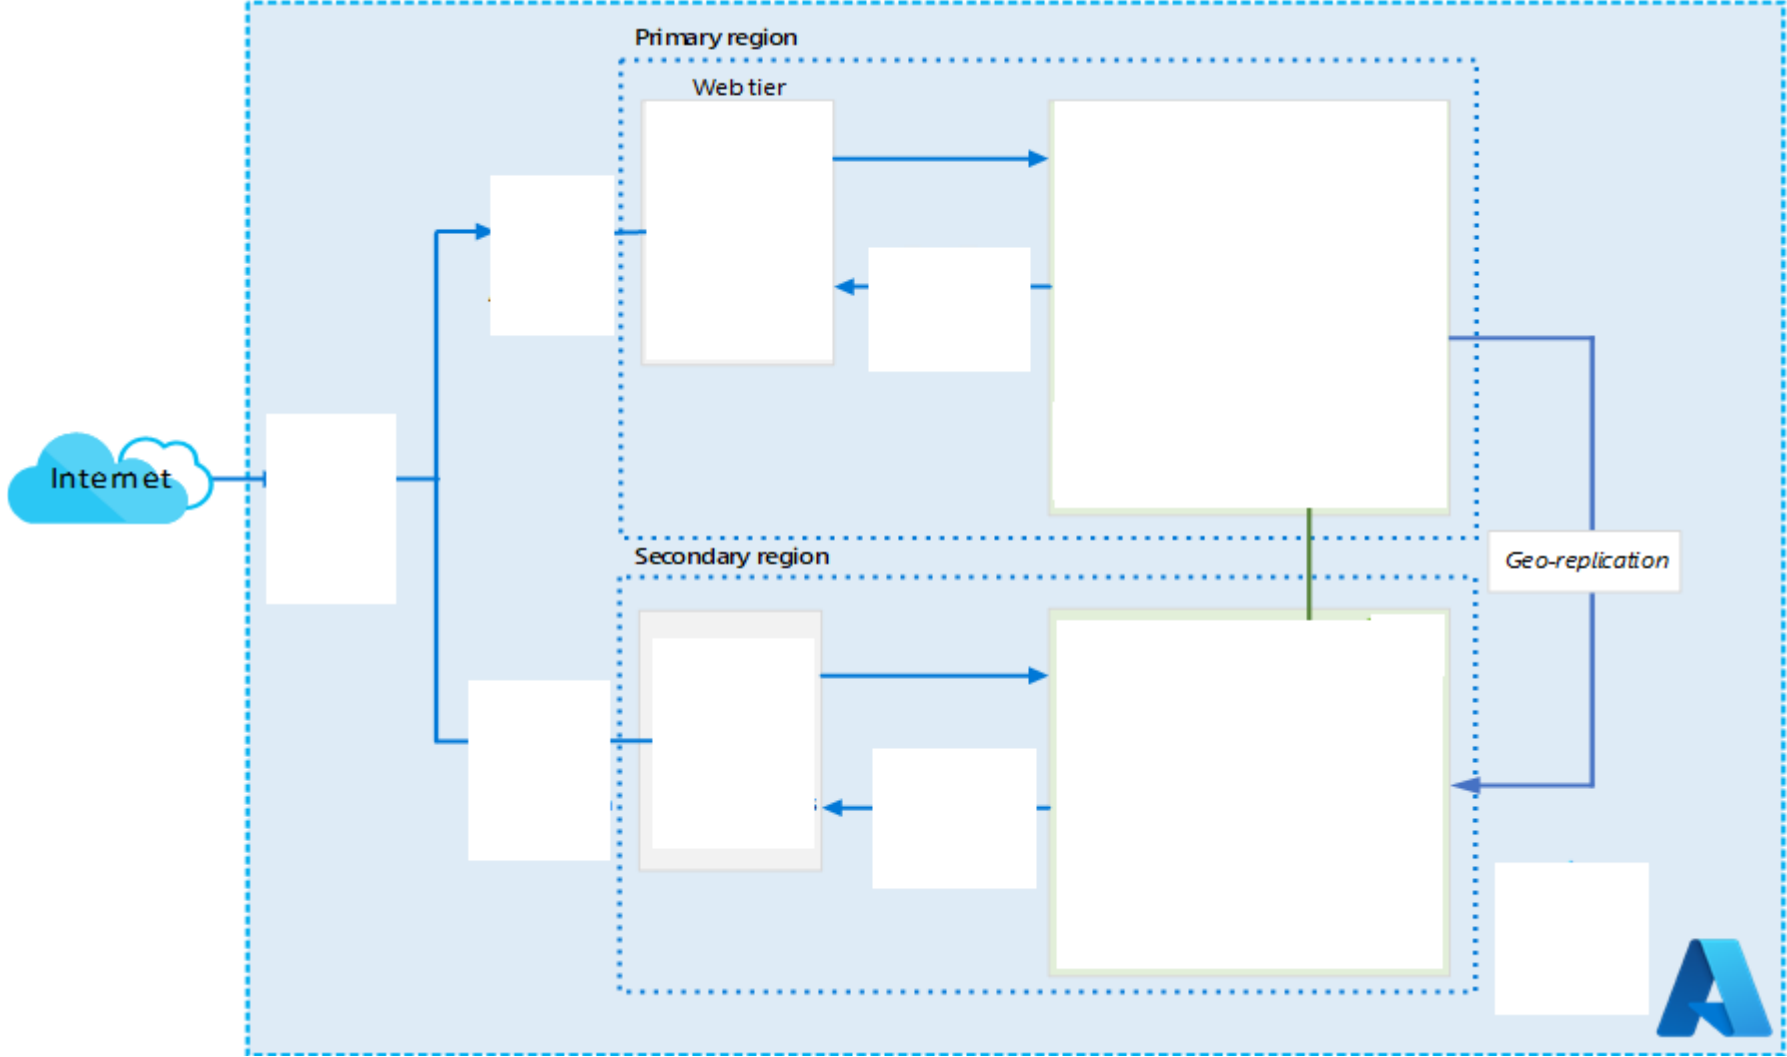 Primary region
Web tier
Internet
Secondary region
Geo-replication